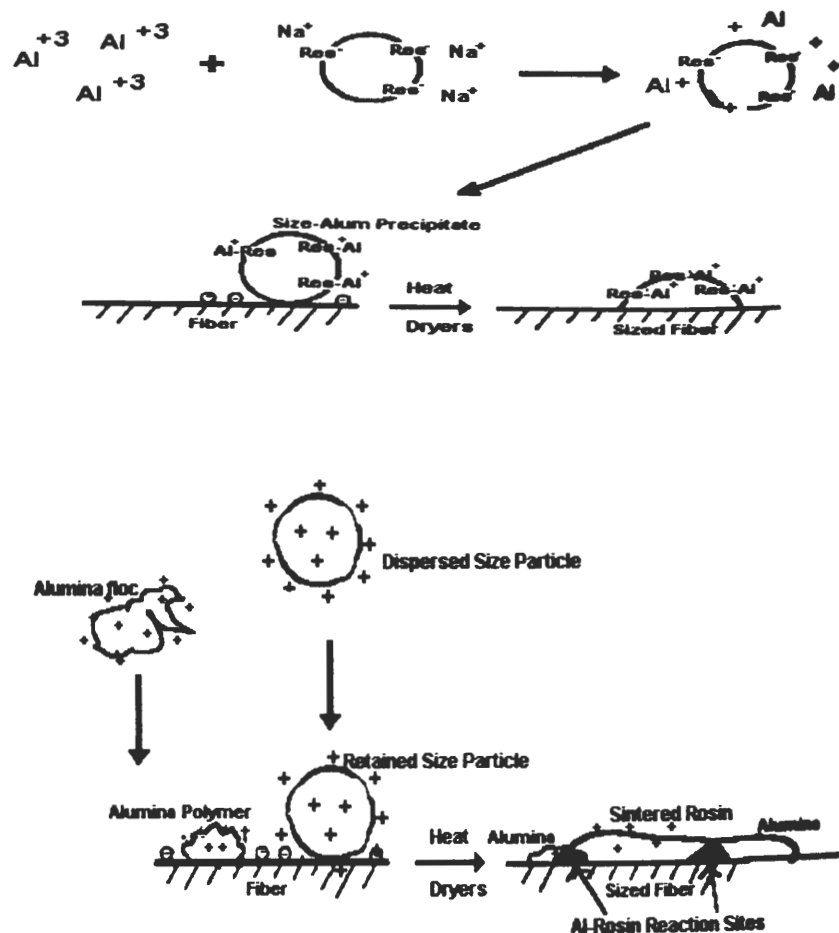 Al +3 Al +3 Na+ Res- Res- Na+ + Al +
Al +3 + Res- Na+ Res- Res- +
Al + Res- Al
+
Size-Alum Precipitate
Al-Res + Res-Al +
Res-Al + Heat Res-Al + Res-Al + Res-Al +
Fiber Dryers Sized Fiber
Dispersed Size Particle
Alumina floc
Retained Size Particle
Alumina Polymer
Heat Alumina Sintered Rosin Alumina
Fiber Dryers Sized Fiber
Al-Rosin Reaction Sites